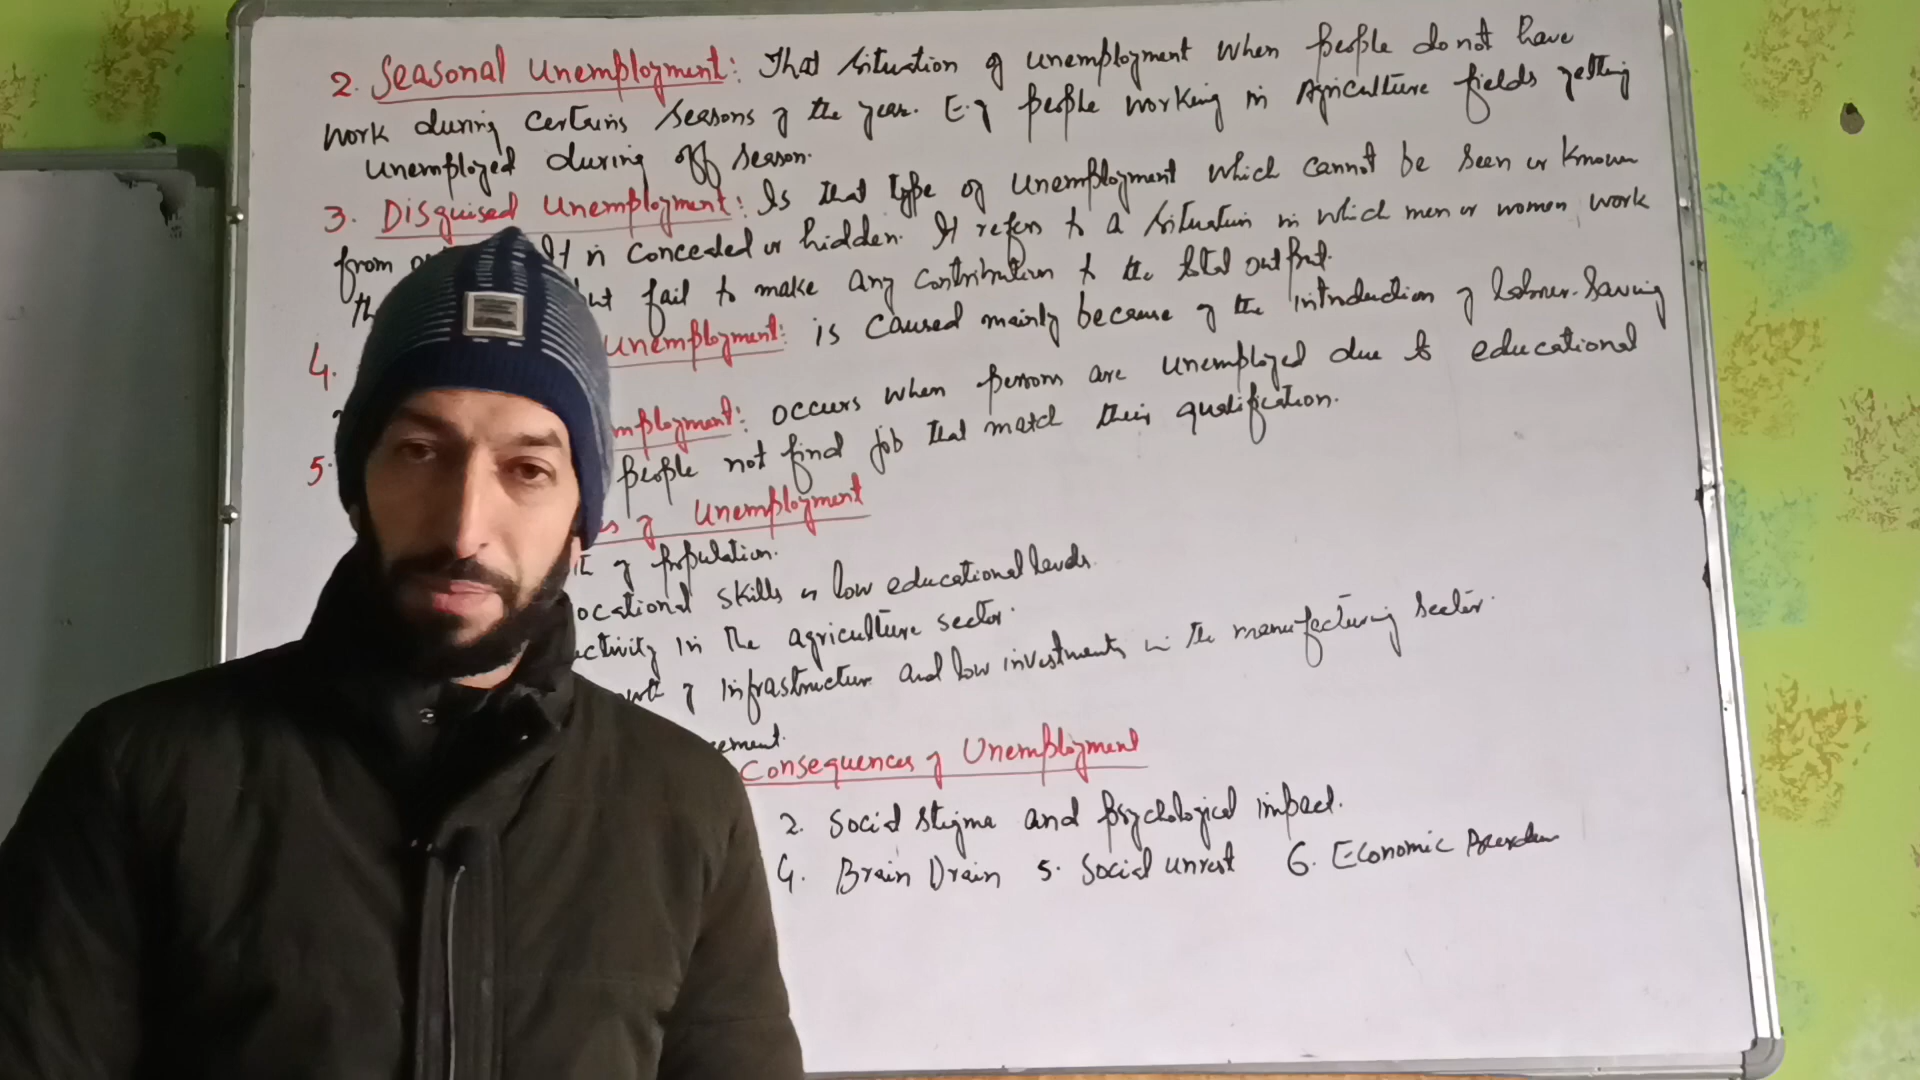 2. Seasonal Unemployment: That situation of unemployment when people do not have
work during certains seasons of the year. E.g people working in Agriculture fields getting
unemployed during off season.
3. Disguised Unemployment: Is that type of unemployment which cannot be seen or known
from It is concealed or hidden. It refers to a situation in which men or women work
but fail to make any contribution to the total output.
4. Unemployment: is caused mainly because of the introduction of labour-saving
mployment: occurs when persons are unemployed due to educational
5. people not find job that match their qualification.
s of Unemployment
of population.
ocational skills or low educational levels.
ctivity in the agriculture sector.
owth of infrastructure and low investments in the manufacturing sector.
cement.
Consequences of Unemployment
2. Social stigma and psychological impact.
4. Brain Drain 5. Social unrest 6. Economic